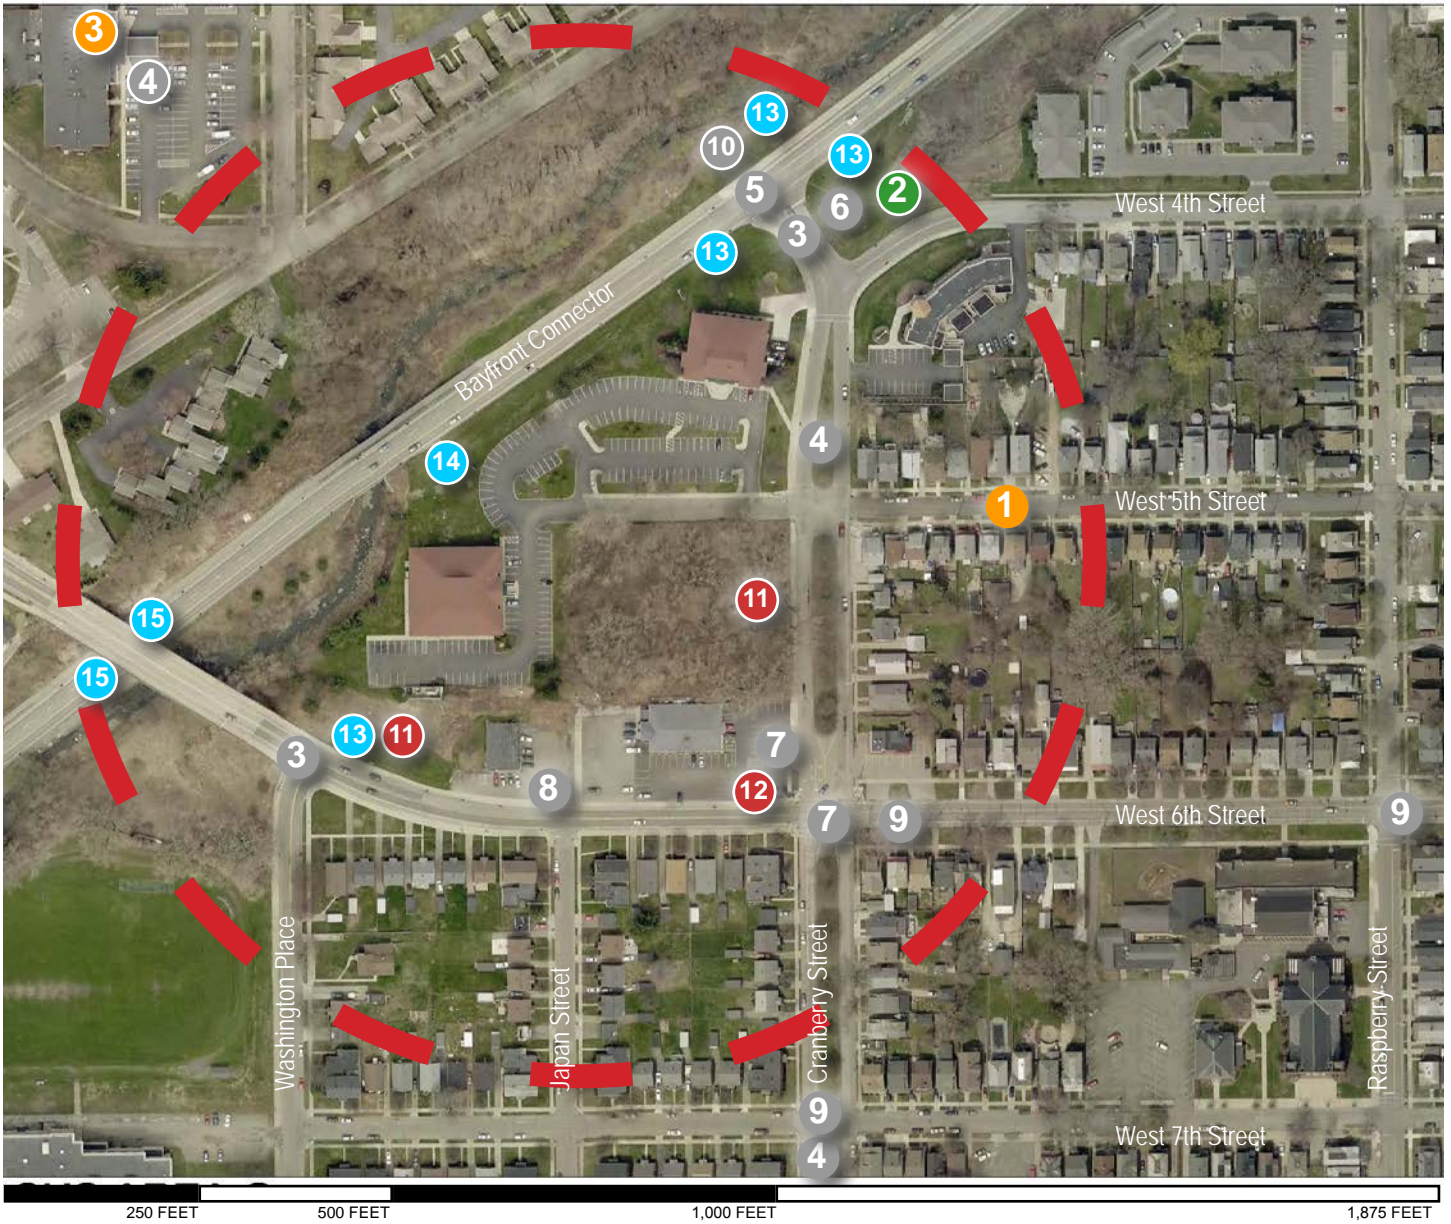 3
4
13
10
13
5
2
6
West 4th Street
3
13
Bayfront Connector
4
14
1
West 5th Street
11
15
15
13
11
3
7
8
12
7
9
West 6th Street
9
Washington Place
Japan Street
Cranberry Street
Raspberry Street
9
West 7th Street
4
250 FEET
500 FEET
1,000 FEET
1,875 FEET